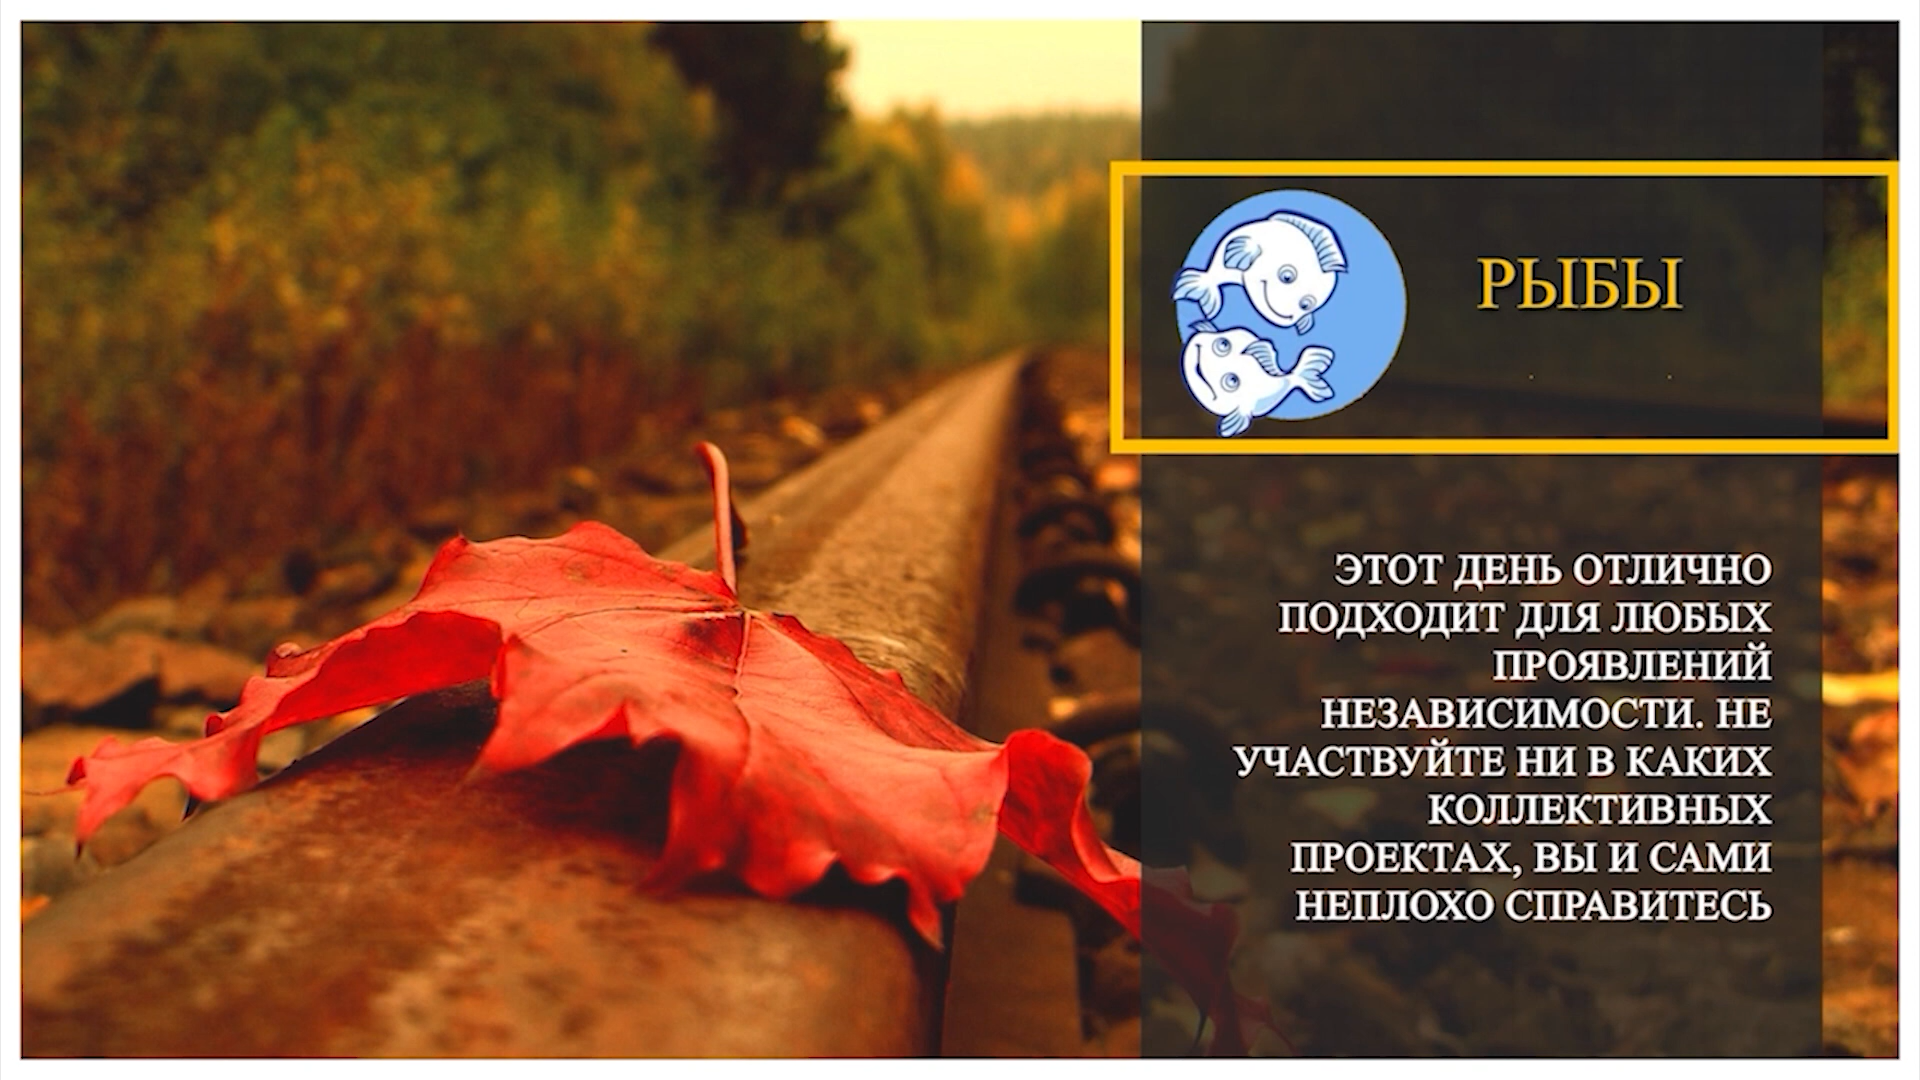 РЫБЫ
ЭТОТ ДЕНЬ ОТЛИЧНО
ПОДХОДИТ ДЛЯ ЛЮБЫХ
ПРОЯВЛЕНИЙ
НЕЗАВИСИМОСТИ. НЕ
УЧАСТВУЙТЕ НИ В КАКИХ
КОЛЛЕКТИВНЫХ
ПРОЕКТАХ, ВЫ И САМИ
НЕПЛОХО СПРАВИТЕСЬ